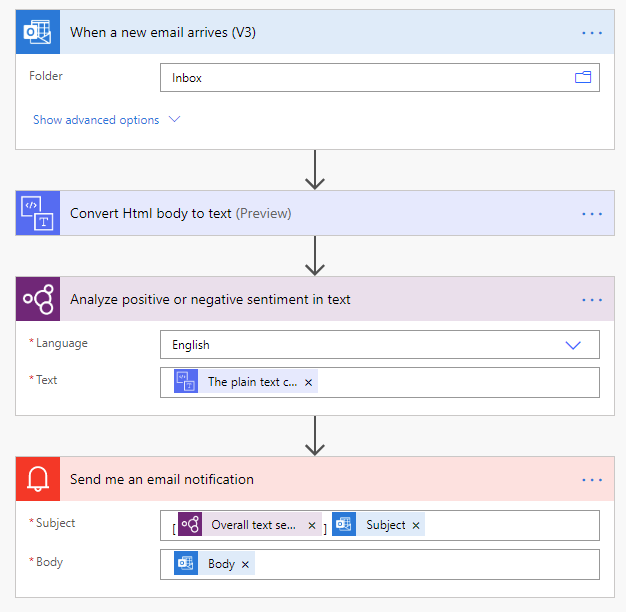 When a new email arrives (V3)
Folder
Inbox
Show advanced options
Convert Html body to text (Preview)
Analyze positive or negative sentiment in text
* Language
English
* Text
The plain text c... ×
Send me an email notification
* Subject
[ Overall text se... × ] Subject ×
* Body
Body ×